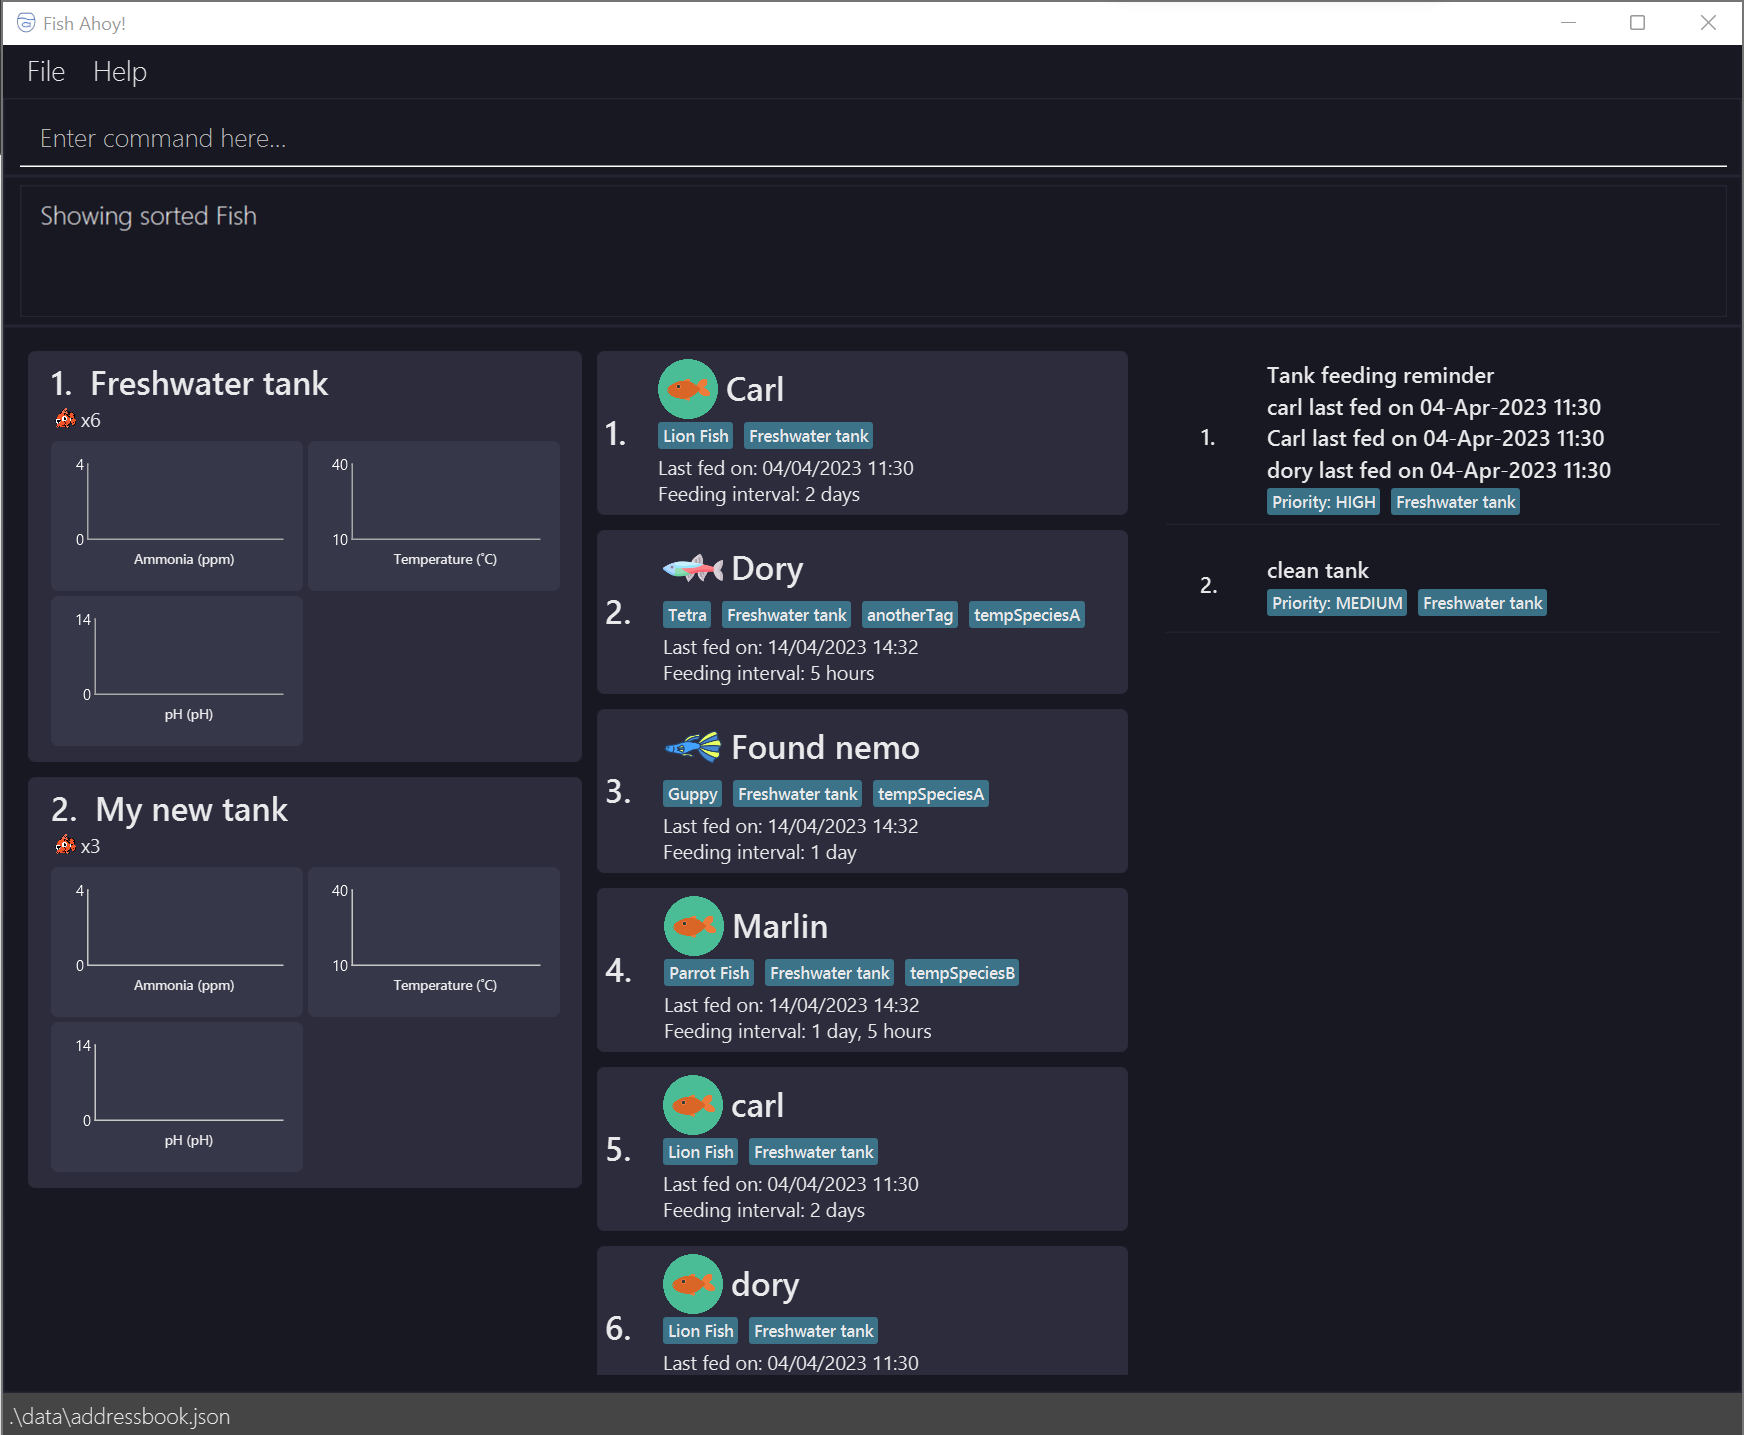 Fish Ahoy!
File Help
Enter command here...
Showing sorted Fish
1. Freshwater tank
x6
4
0
Ammonia (ppm)
40
10
Temperature (˚C)
14
0
pH (pH)
2. My new tank
x3
4
0
Ammonia (ppm)
40
10
Temperature (˚C)
14
0
pH (pH)
1.
Carl
Lion Fish Freshwater tank
Last fed on: 04/04/2023 11:30
Feeding interval: 2 days
2.
Dory
Tetra Freshwater tank anotherTag tempSpeciesA
Last fed on: 14/04/2023 14:32
Feeding interval: 5 hours
3.
Found nemo
Guppy Freshwater tank tempSpeciesA
Last fed on: 14/04/2023 14:32
Feeding interval: 1 day
4.
Marlin
Parrot Fish Freshwater tank tempSpeciesB
Last fed on: 14/04/2023 14:32
Feeding interval: 1 day, 5 hours
5.
carl
Lion Fish Freshwater tank
Last fed on: 04/04/2023 11:30
Feeding interval: 2 days
6.
dory
Lion Fish Freshwater tank
Last fed on: 04/04/2023 11:30
1.
Tank feeding reminder
carl last fed on 04-Apr-2023 11:30
Carl last fed on 04-Apr-2023 11:30
dory last fed on 04-Apr-2023 11:30
Priority: HIGH Freshwater tank
2.
clean tank
Priority: MEDIUM Freshwater tank
.\data\addressbook.json